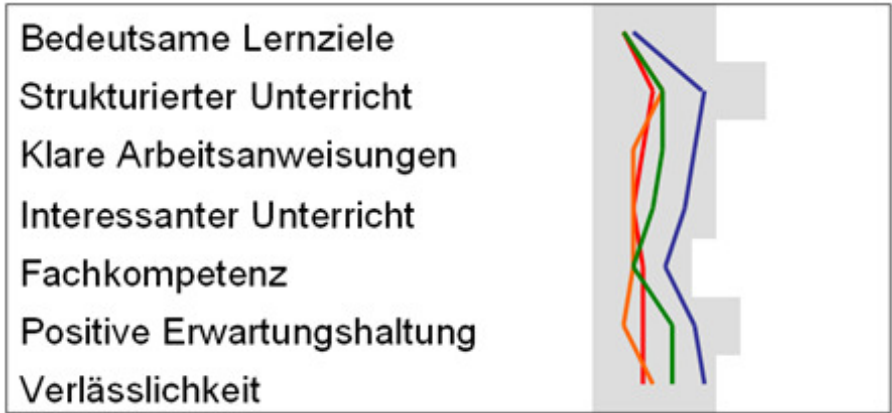 Bedeutsame Lernziele
Strukturierter Unterricht
Klare Arbeitsanweisungen
Interessanter Unterricht
Fachkompetenz
Positive Erwartungshaltung
Verlässlichkeit